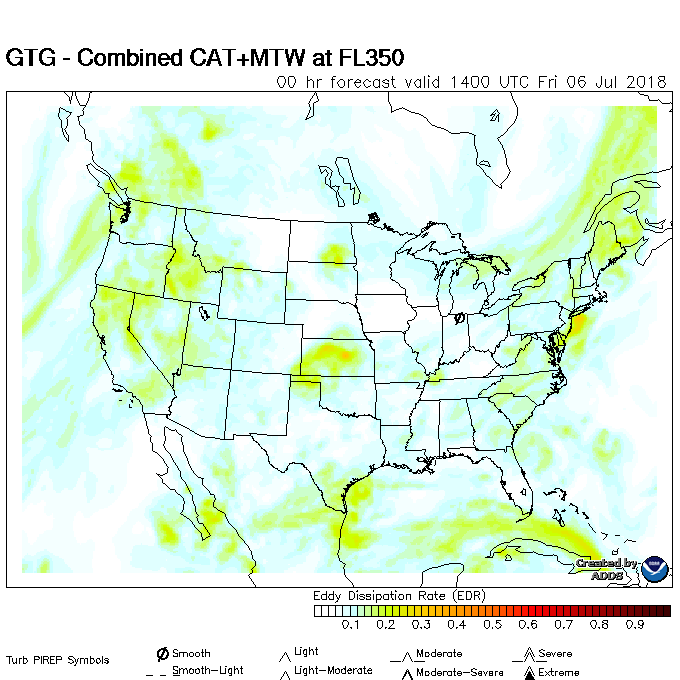 GTG - Combined CAT+MTW at FL350
00 hr forecast valid 1400 UTC Fri 06 Jul 2018
Created by
ADDS
Eddy Dissipation Rate (EDR)
0.1 0.2 0.3 0.4 0.5 0.6 0.7 0.8 0.9
Turb PIREP Symbols
Smooth Light Moderate Severe
Smooth-Light Light-Moderate Moderate-Severe Extreme